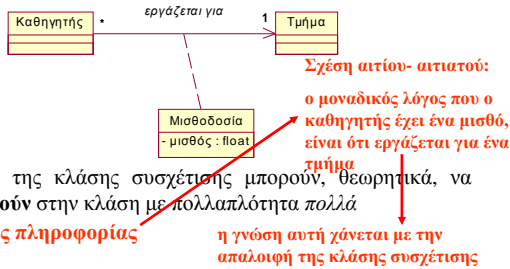 εργάζεται για
Καθηγητής
*
1
Τμήμα
Μισθοδοσία
- μισθός : float
Σχέση αιτίου- αιτιατού:
ο μοναδικός λόγος που ο
καθηγητής έχει ένα μισθό,
είναι ότι εργάζεται για ένα
τμήμα
της κλάσης συσχέτισης μπορούν, θεωρητικά, να
ούν στην κλάση με πολλαπλότητα πολλά
ς πληροφορίας
η γνώση αυτή χάνεται με την
απαλοιφή της κλάσης συσχέτισης